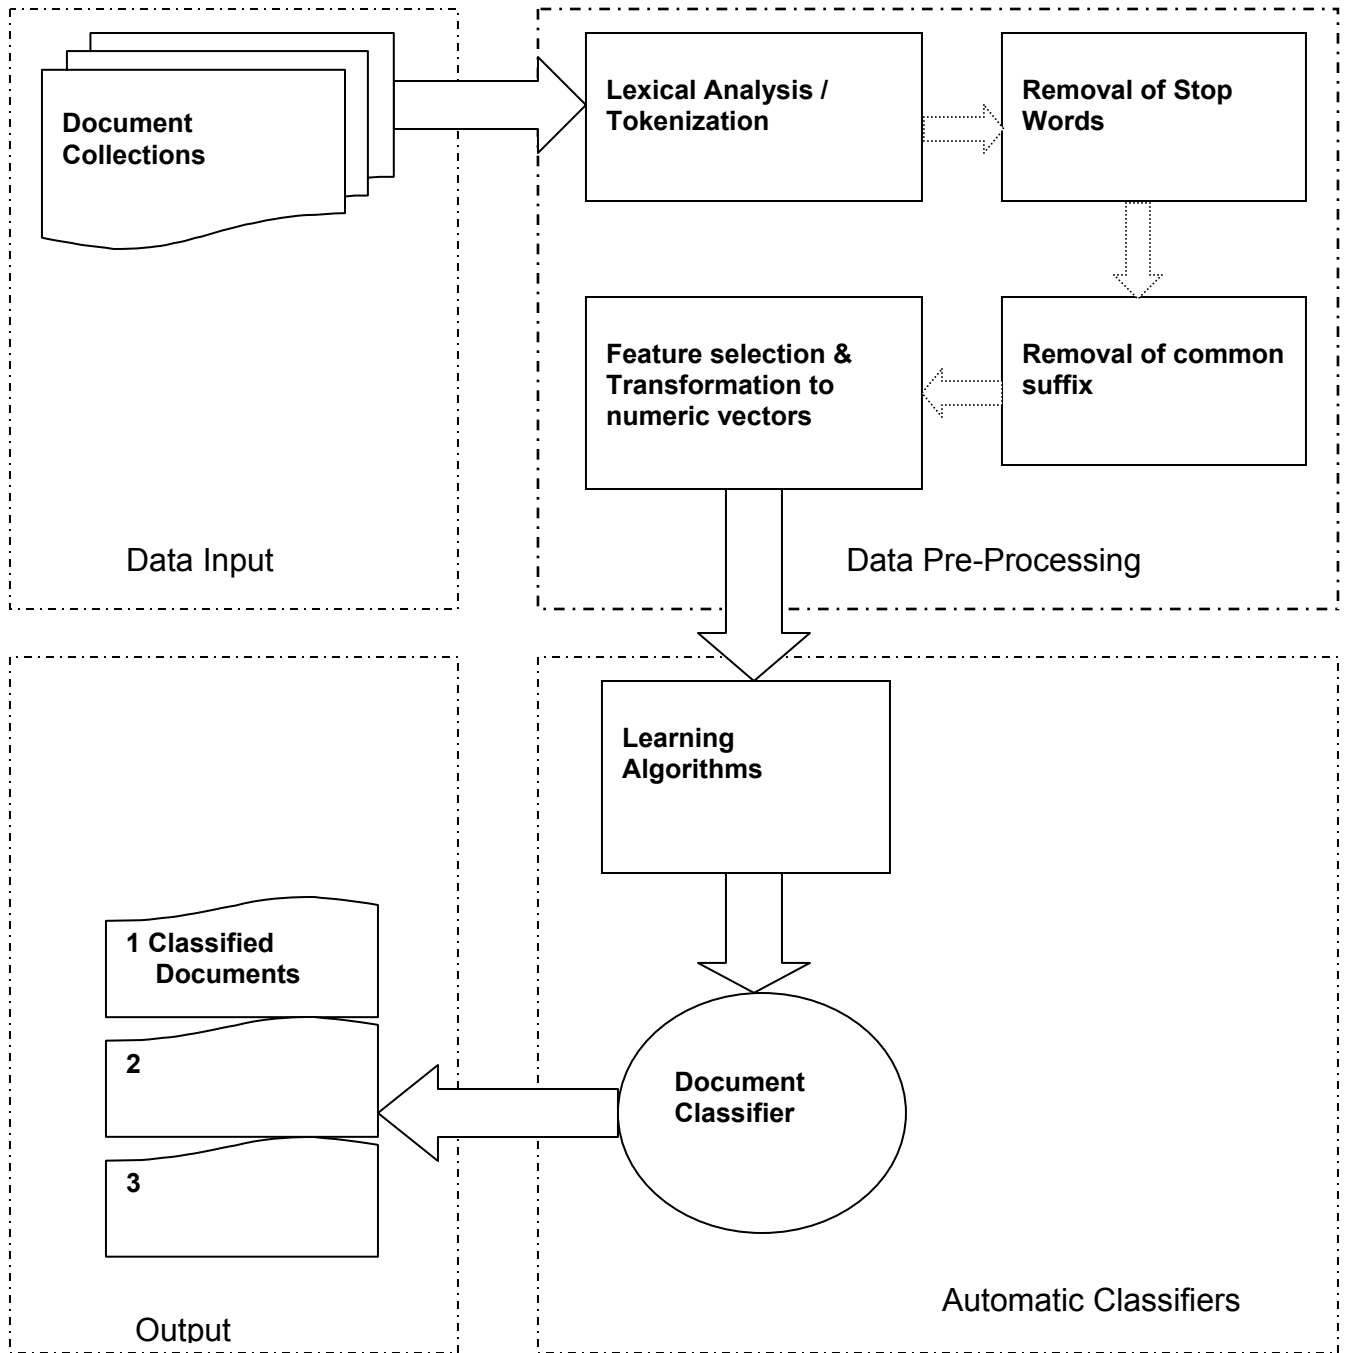 Document
Collections
Lexical Analysis /
Tokenization
Removal of Stop
Words
Feature selection &
Transformation to
numeric vectors
Removal of common
suffix
Data Input
Data Pre-Processing
Learning
Algorithms
1 Classified
Documents
2
3
Document
Classifier
Automatic Classifiers
Output